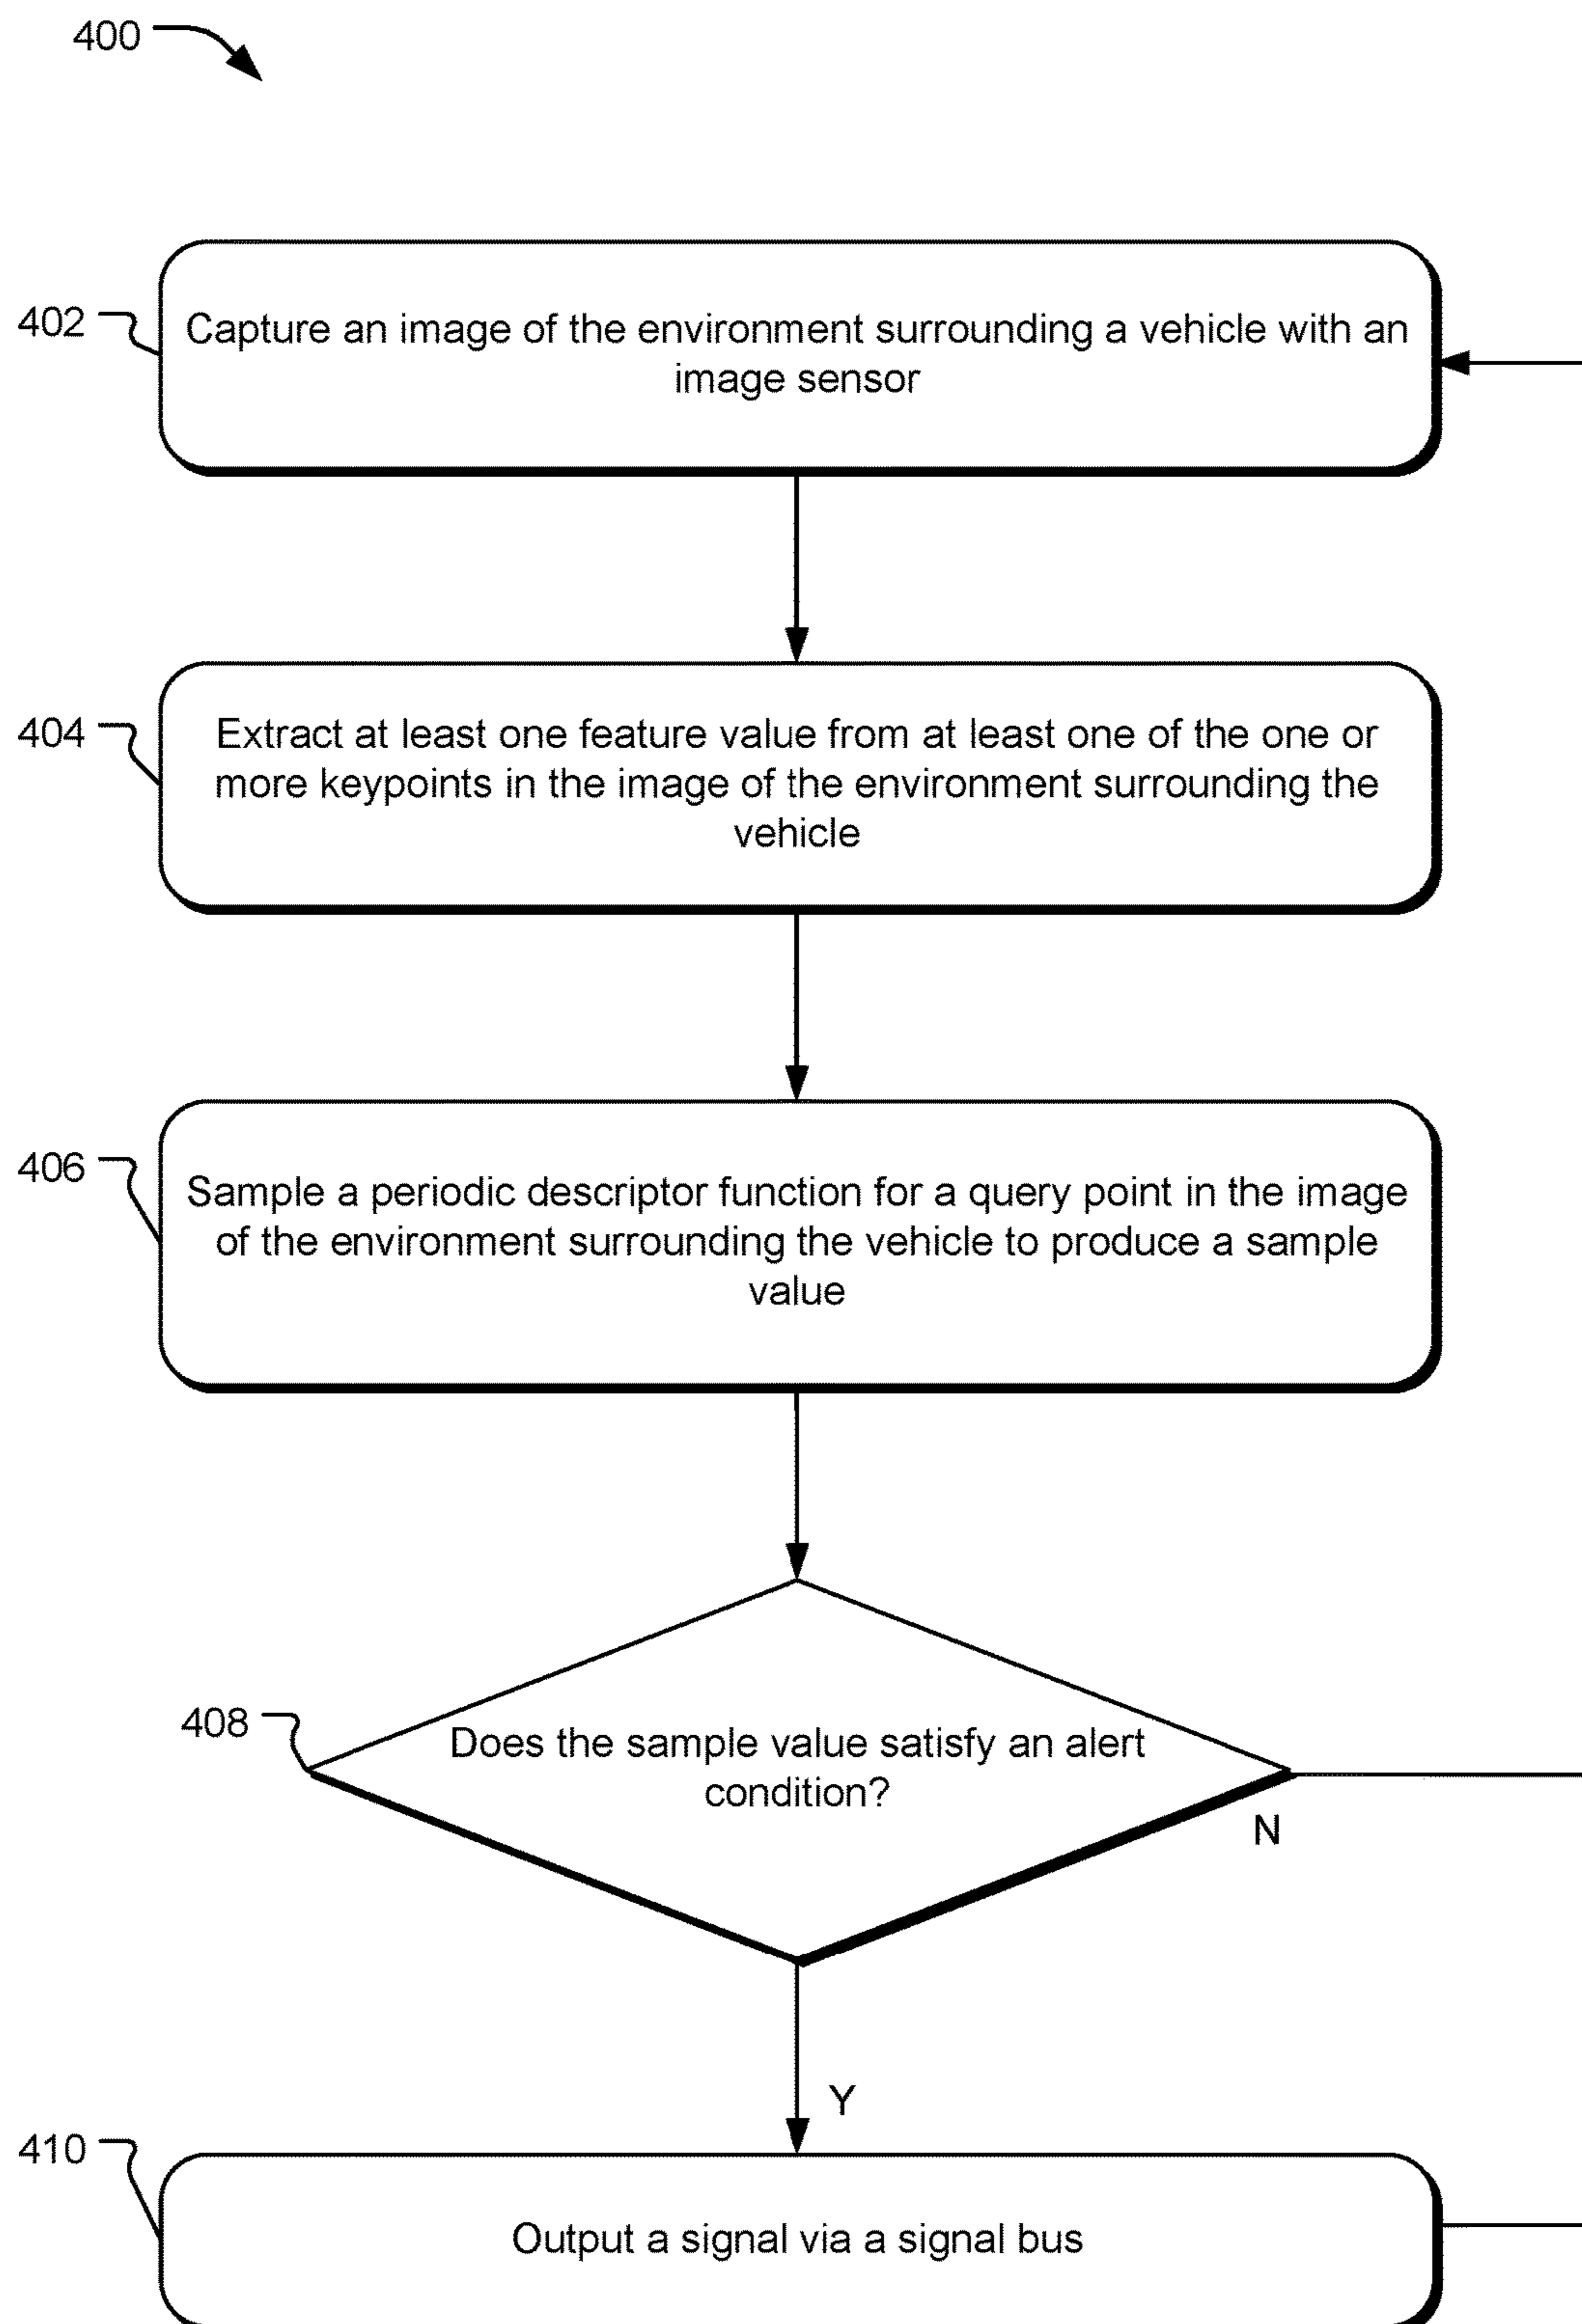 400
402
Capture an image of the environment surrounding a vehicle with an
image sensor
404
Extract at least one feature value from at least one of the one or
more keypoints in the image of the environment surrounding the
vehicle
406
Sample a periodic descriptor function for a query point in the image
of the environment surrounding the vehicle to produce a sample
value
408
Does the sample value satisfy an alert
condition?
N
Y
410
Output a signal via a signal bus